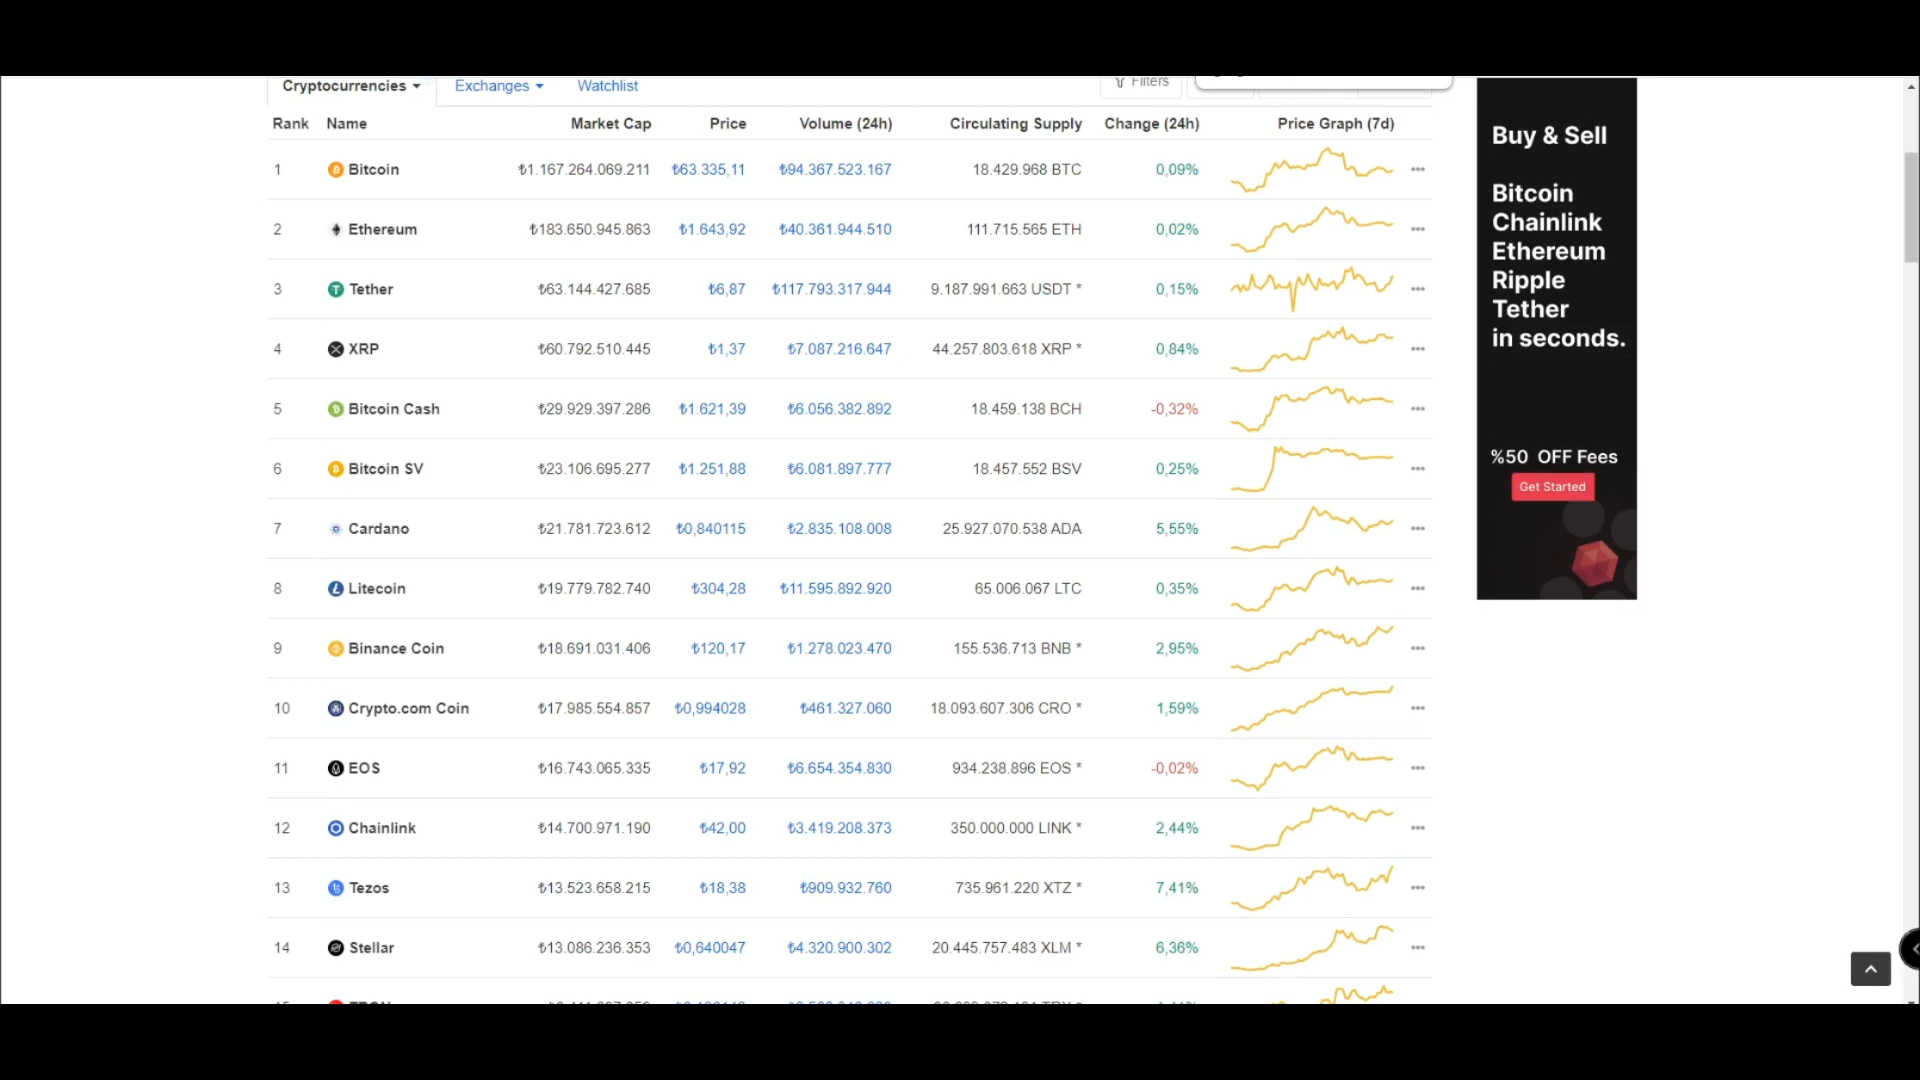 Cryptocurrencies Exchanges Watchlist Filters
Rank Name Market Cap Price Volume (24h) Circulating Supply Change (24h) Price Graph (7d)
1 Bitcoin ₺1.167.264.069.211 ₺63.335,11 ₺94.367.523.167 18.429.968 BTC 0,09%
2 Ethereum ₺183.650.945.863 ₺1.643,92 ₺40.361.944.510 111.715.565 ETH 0,02%
3 Tether ₺63.144.427.685 ₺6,87 ₺117.793.317.944 9.187.991.663 USDT * 0,15%
4 XRP ₺60.792.510.445 ₺1,37 ₺7.087.216.647 44.257.803.618 XRP * 0,84%
5 Bitcoin Cash ₺29.929.397.286 ₺1.621,39 ₺6.056.382.892 18.459.138 BCH -0,32%
6 Bitcoin SV ₺23.106.695.277 ₺1.251,88 ₺6.081.897.777 18.457.552 BSV 0,25%
7 Cardano ₺21.781.723.612 ₺0,840115 ₺2.835.108.008 25.927.070.538 ADA 5,55%
8 Litecoin ₺19.779.782.740 ₺304,28 ₺11.595.892.920 65.006.067 LTC 0,35%
9 Binance Coin ₺18.691.031.406 ₺120,17 ₺1.278.023.470 155.536.713 BNB * 2,95%
10 Crypto.com Coin ₺17.985.554.857 ₺0,994028 ₺461.327.060 18.093.607.306 CRO * 1,59%
11 EOS ₺16.743.065.335 ₺17,92 ₺6.654.354.830 934.238.896 EOS * -0,02%
12 Chainlink ₺14.700.971.190 ₺42,00 ₺3.419.208.373 350.000.000 LINK * 2,44%
13 Tezos ₺13.523.658.215 ₺18,38 ₺909.932.760 735.961.220 XTZ * 7,41%
14 Stellar ₺13.086.236.353 ₺0,640047 ₺4.320.900.302 20.445.757.483 XLM * 6,36%
Buy & Sell
Bitcoin
Chainlink
Ethereum
Ripple
Tether
in seconds.
%50 OFF Fees
Get Started